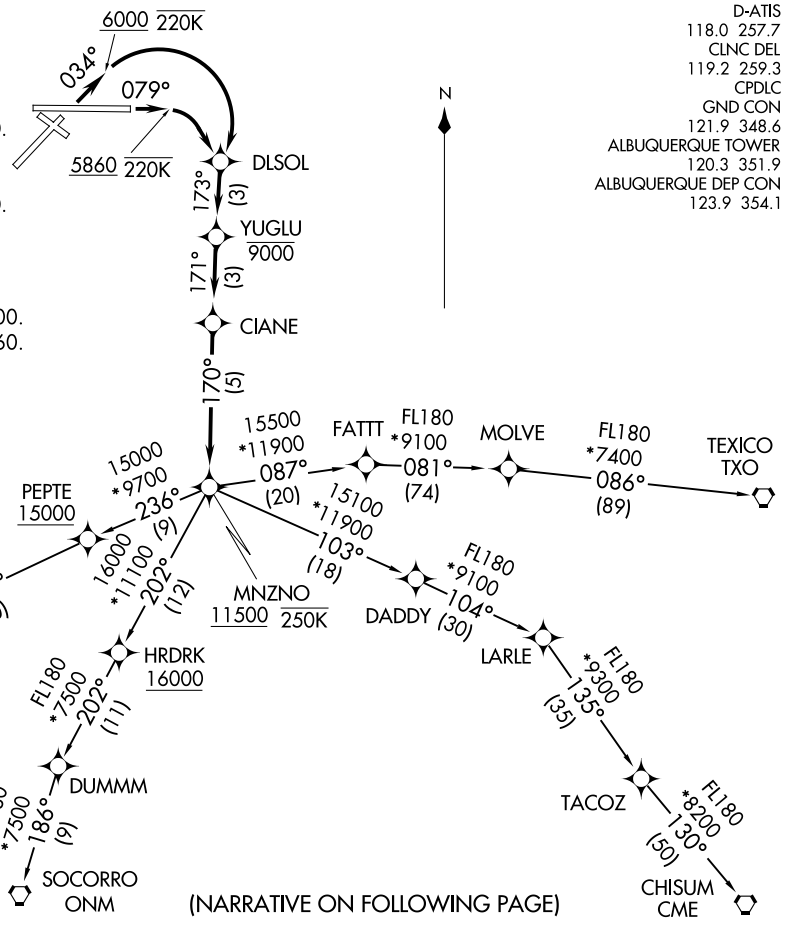 D-ATIS
118.0 257.7
CLNC DEL
119.2 259.3
CPDLC
GND CON
121.9 348.6
ALBUQUERQUE TOWER
120.3 351.9
ALBUQUERQUE DEP CON
123.9 354.1
6000 220K
034°
079°
5860 220K
N
DLSOL
173°
(3)
YUGLU
9000
171°
(3)
CIANE
170°
(5)
15500
*11900
087°
(20)
FATTT
FL180
*9100
081°
(74)
MOLVE
FL180
*7400
086°
(89)
TEXICO
TXO
15000
*9700
236°
(9)
PEPTE
15000
16000
*11100
202°
(12)
MNZNO
11500 250K
15100
*11900
103°
(18)
DADDY
FL180
*9100
104°
(30)
LARLE
HRDRK
16000
FL180
*7500
202°
(11)
DUMMM
*7500
186°
(9)
SOCORRO
ONM
FL180
*9300
135°
(35)
TACOZ
FL180
*8200
130°
(50)
CHISUM
CME
(NARRATIVE ON FOLLOWING PAGE)